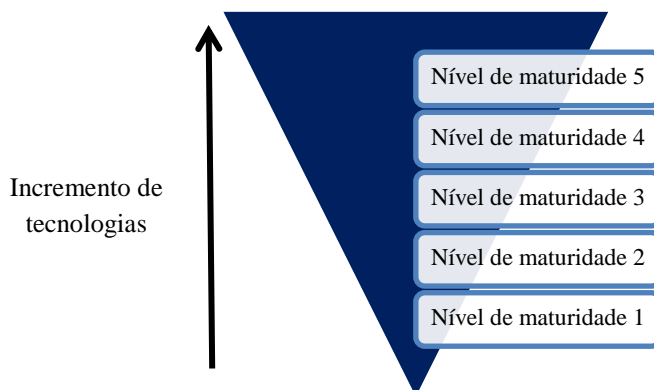 Nível de maturidade 5
Nível de maturidade 4
Incremento de
tecnologias
Nível de maturidade 3
Nível de maturidade 2
Nível de maturidade 1